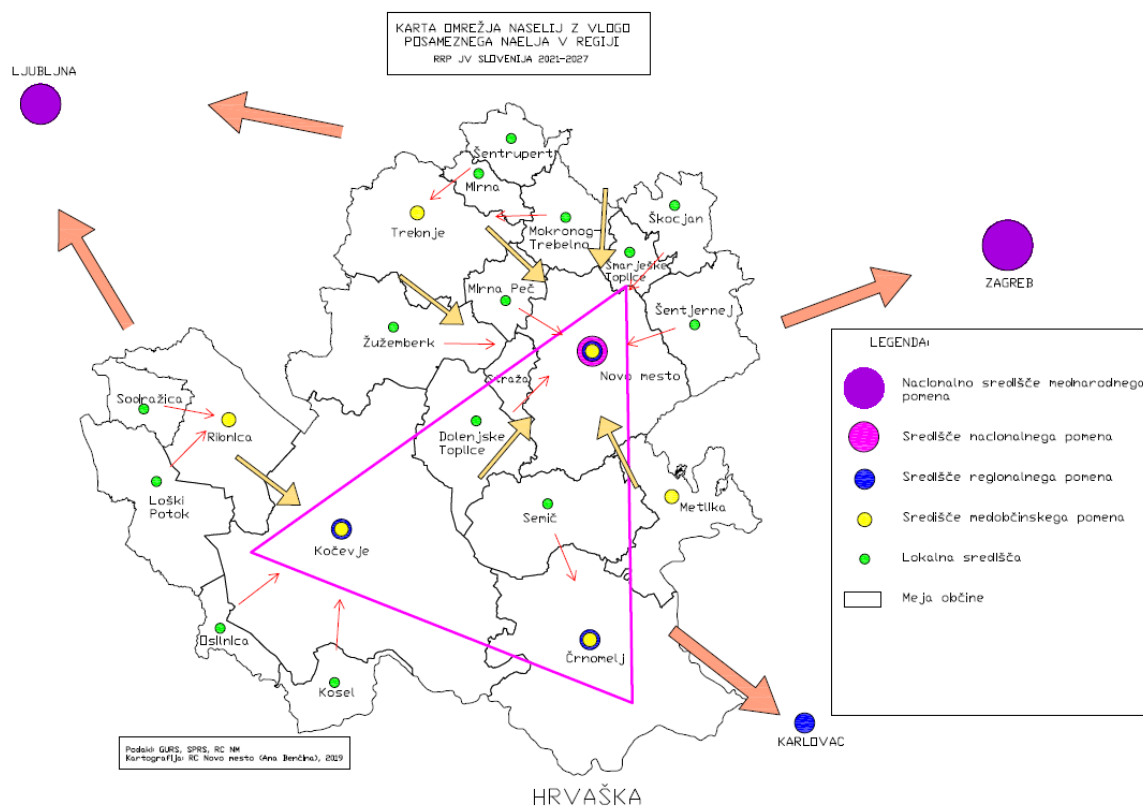 KARTA OMREŽJA NASELIJ Z VLOGO
POSAMEZNEGA NAELJA V REGIJI
RRP JV SLOVENIJA 2021-2027
LJUBLJNA
Šentrupert
Mirna
Trebnje
Mokronog-
Trebelno
Škocjan
Šmarješke
Toplice
ZAGREB
Mirna Peč
Šentjernej
Žužemberk
Straža
Novo mesto
Sodražica
Ribnica
Dolenjske
Toplice
Loški
Potok
Semič
Metlika
Kočevje
Osilnica
Črnomelj
Kosel
KARLOVAC
HRVAŠKA
LEGENDA:
Nacionalno središče mednarodnega
pomena
Središče nacionalnega pomena
Središče regionalnega pomena
Središče medobčinskega pomena
Lokalna središča
Meja občine
Podatki: GURS, SPRS, RC NM
Kartografija: RC Novo mesto (Ana Benčina), 2019